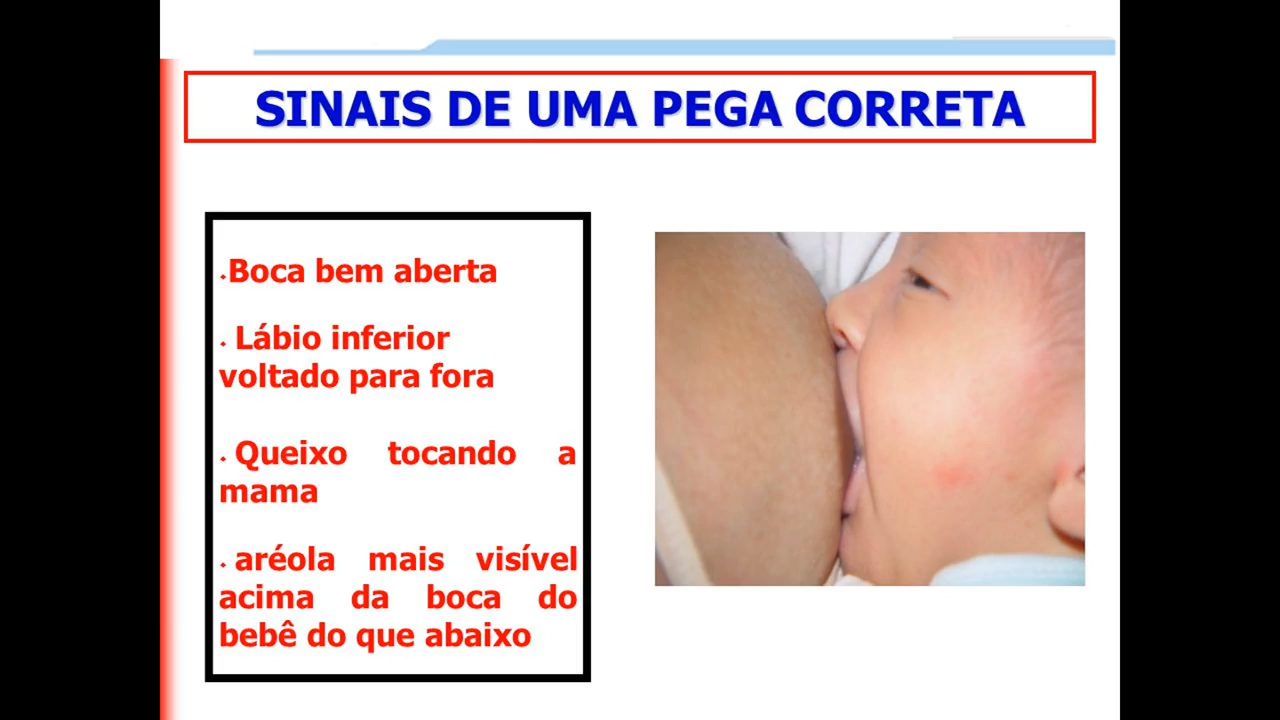 SINAIS DE UMA PEGA CORRETA
Boca bem aberta
Lábio inferior
voltado para fora
Queixo tocando a
mama
aréola mais visível
acima da boca do
bebê do que abaixo